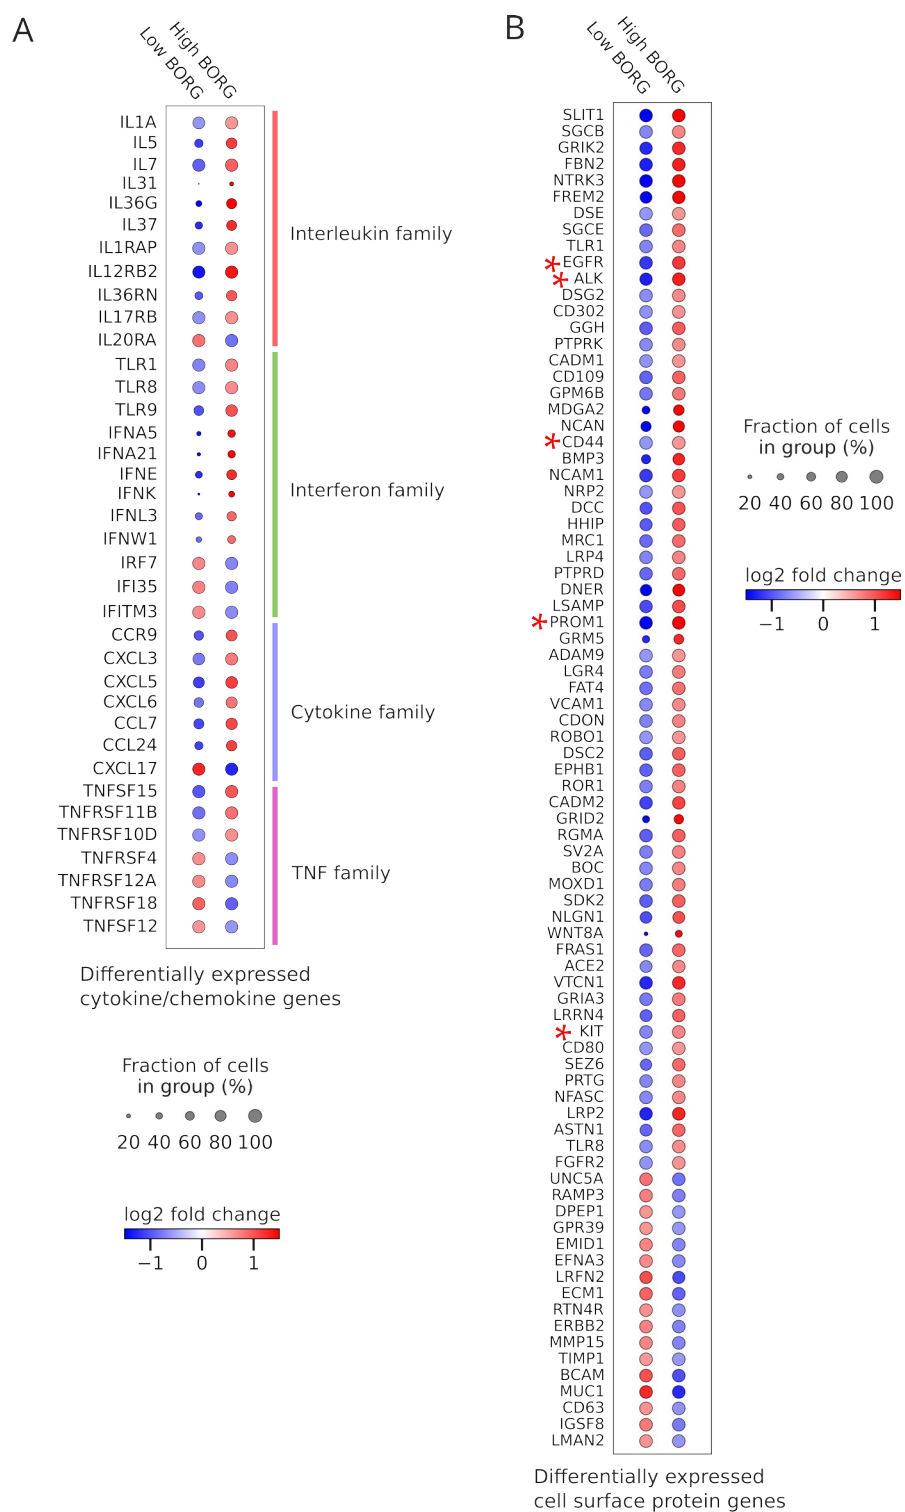 A
Low BORG
High BORG
IL1A
IL5
IL7
IL31
IL36G
IL37
IL1RAP
IL12RB2
IL36RN
IL17RB
IL20RA
Interleukin family
TLR1
TLR8
TLR9
IFNA5
IFNA21
IFNE
IFNK
IFNL3
IFNW1
IRF7
IFI35
IFITM3
Interferon family
CCR9
CXCL3
CXCL5
CXCL6
CCL7
CCL24
CXCL17
Cytokine family
TNFSF15
TNFRSF11B
TNFRSF10D
TNFRSF4
TNFRSF12A
TNFRSF18
TNFSF12
TNF family
Differentially expressed
cytokine/chemokine genes
Fraction of cells
in group (%)
20 40 60 80 100
log2 fold change
−1 0 1
B
Low BORG
High BORG
SLIT1
SGCB
GRIK2
FBN2
NTRK3
FREM2
DSE
SGCE
TLR1
* EGFR
* ALK
DSG2
CD302
GGH
PTPRK
CADM1
CD109
GPM6B
MDGA2
NCAN
* CD44
BMP3
NCAM1
NRP2
DCC
HHIP
MRC1
LRP4
PTPRD
DNER
LSAMP
* PROM1
GRM5
ADAM9
LGR4
FAT4
VCAM1
CDON
ROBO1
DSC2
EPHB1
ROR1
CADM2
GRID2
RGMA
SV2A
BOC
MOXD1
SDK2
NLGN1
WNT8A
FRAS1
ACE2
VTCN1
GRIA3
LRRN4
* KIT
CD80
SEZ6
PRTG
NFASC
LRP2
ASTN1
TLR8
FGFR2
UNC5A
RAMP3
DPEP1
GPR39
EMID1
EFNA3
LRFN2
ECM1
RTN4R
ERBB2
MMP15
TIMP1
BCAM
MUC1
CD63
IGSF8
LMAN2
Fraction of cells
in group (%)
20 40 60 80 100
log2 fold change
−1 0 1
Differentially expressed
cell surface protein genes